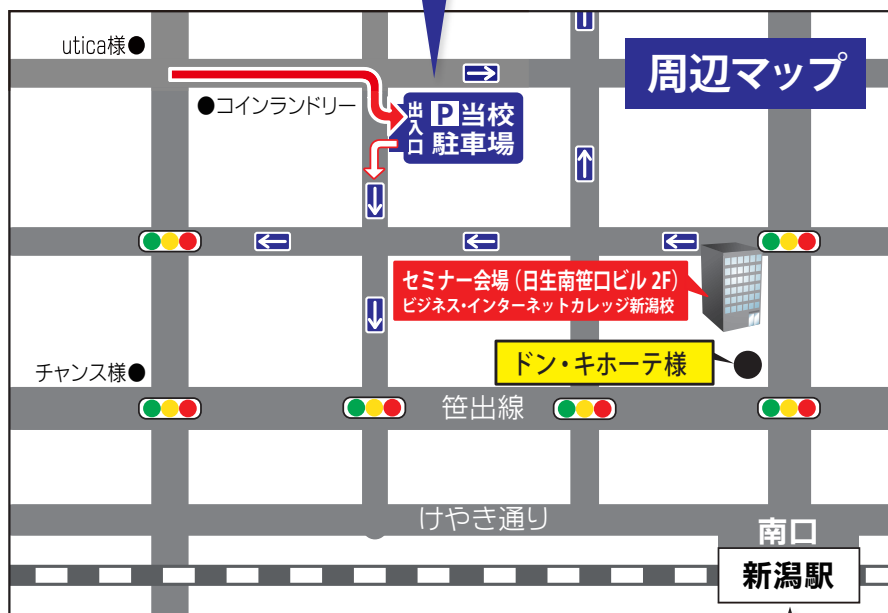 utica様●
周辺マップ
●コインランドリー
出入口
P当校
駐車場
セミナー会場（日生南笹口ビル 2F）
ビジネス・インターネットカレッジ新潟校
ドン・キホーテ様
チャンス様●
笹出線
けやき通り
南口
新潟駅